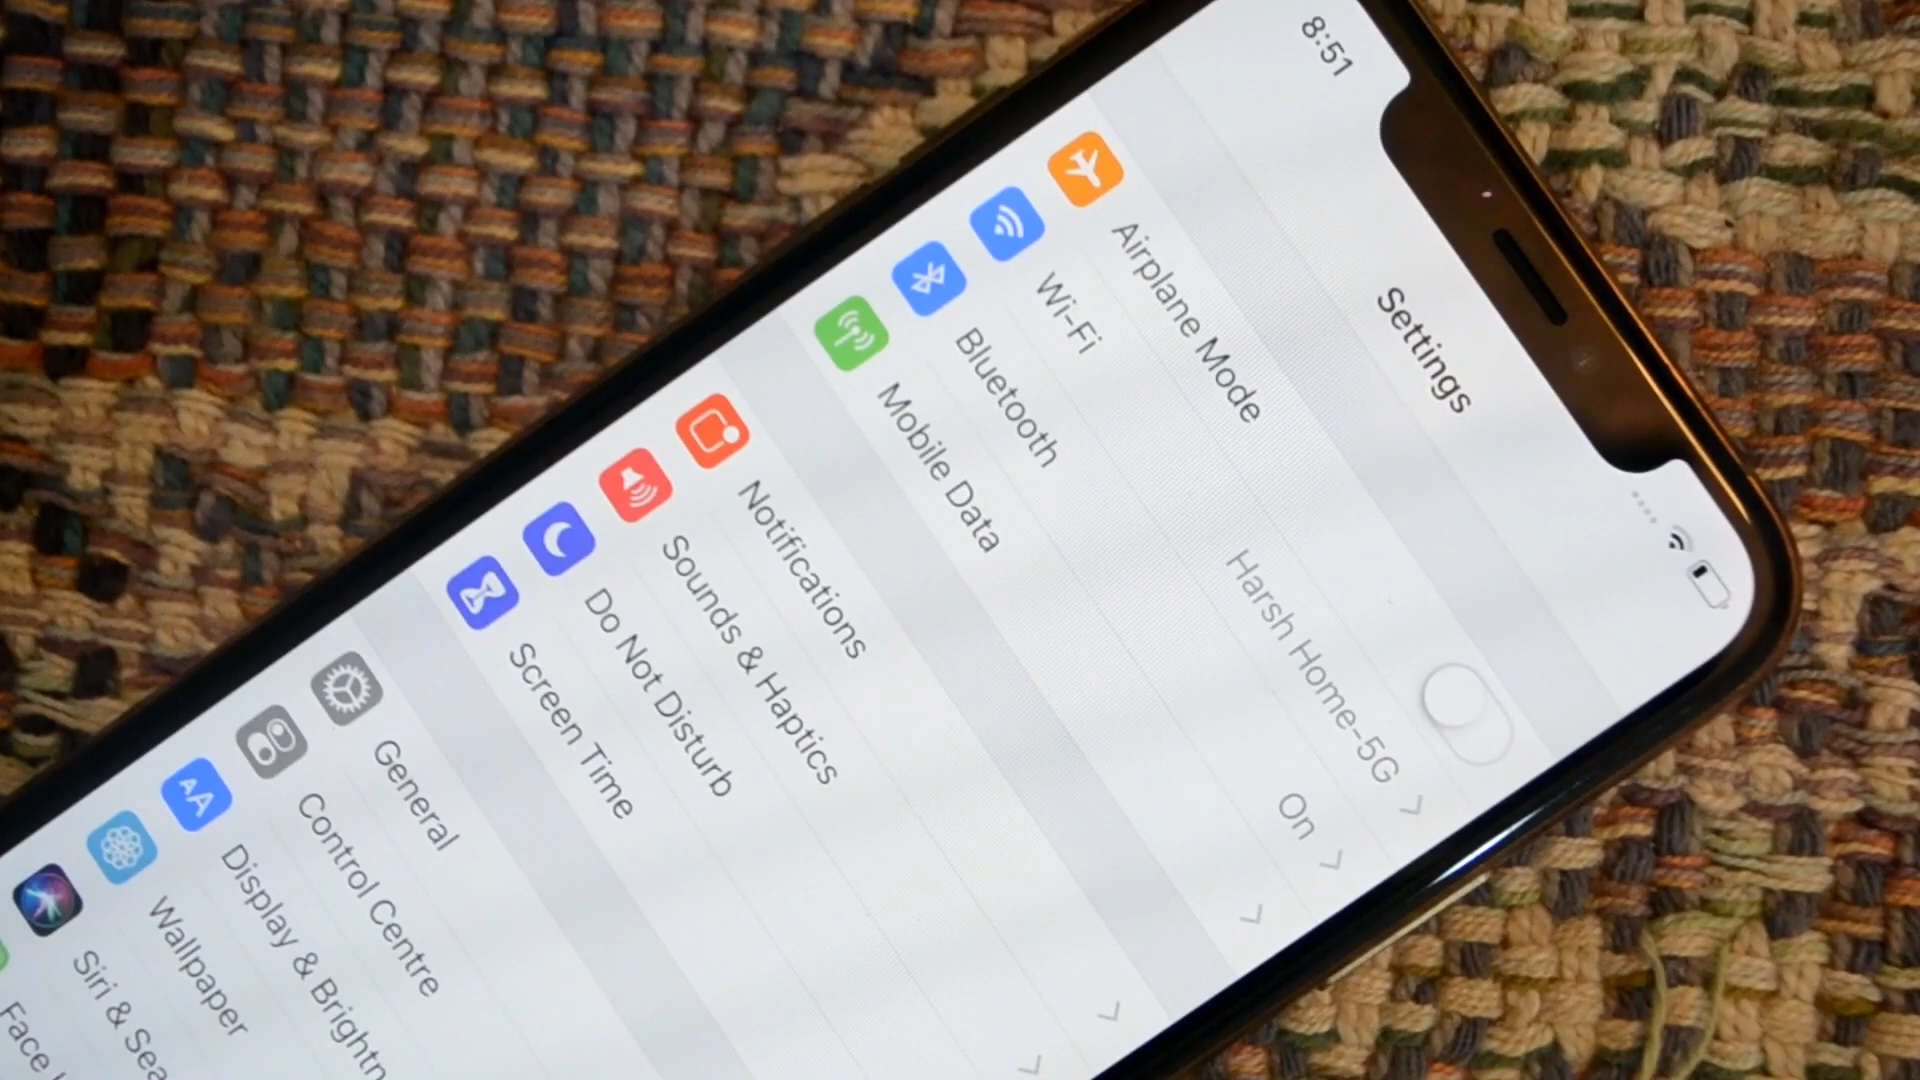 8:51
Settings
Airplane Mode
Wi-Fi
Harsh Home-5G
Bluetooth
On
Mobile Data
Notifications
Sounds & Haptics
Do Not Disturb
Screen Time
General
Control Centre
AA
Display & Brightn
Wallpaper
Siri & Sea
Face